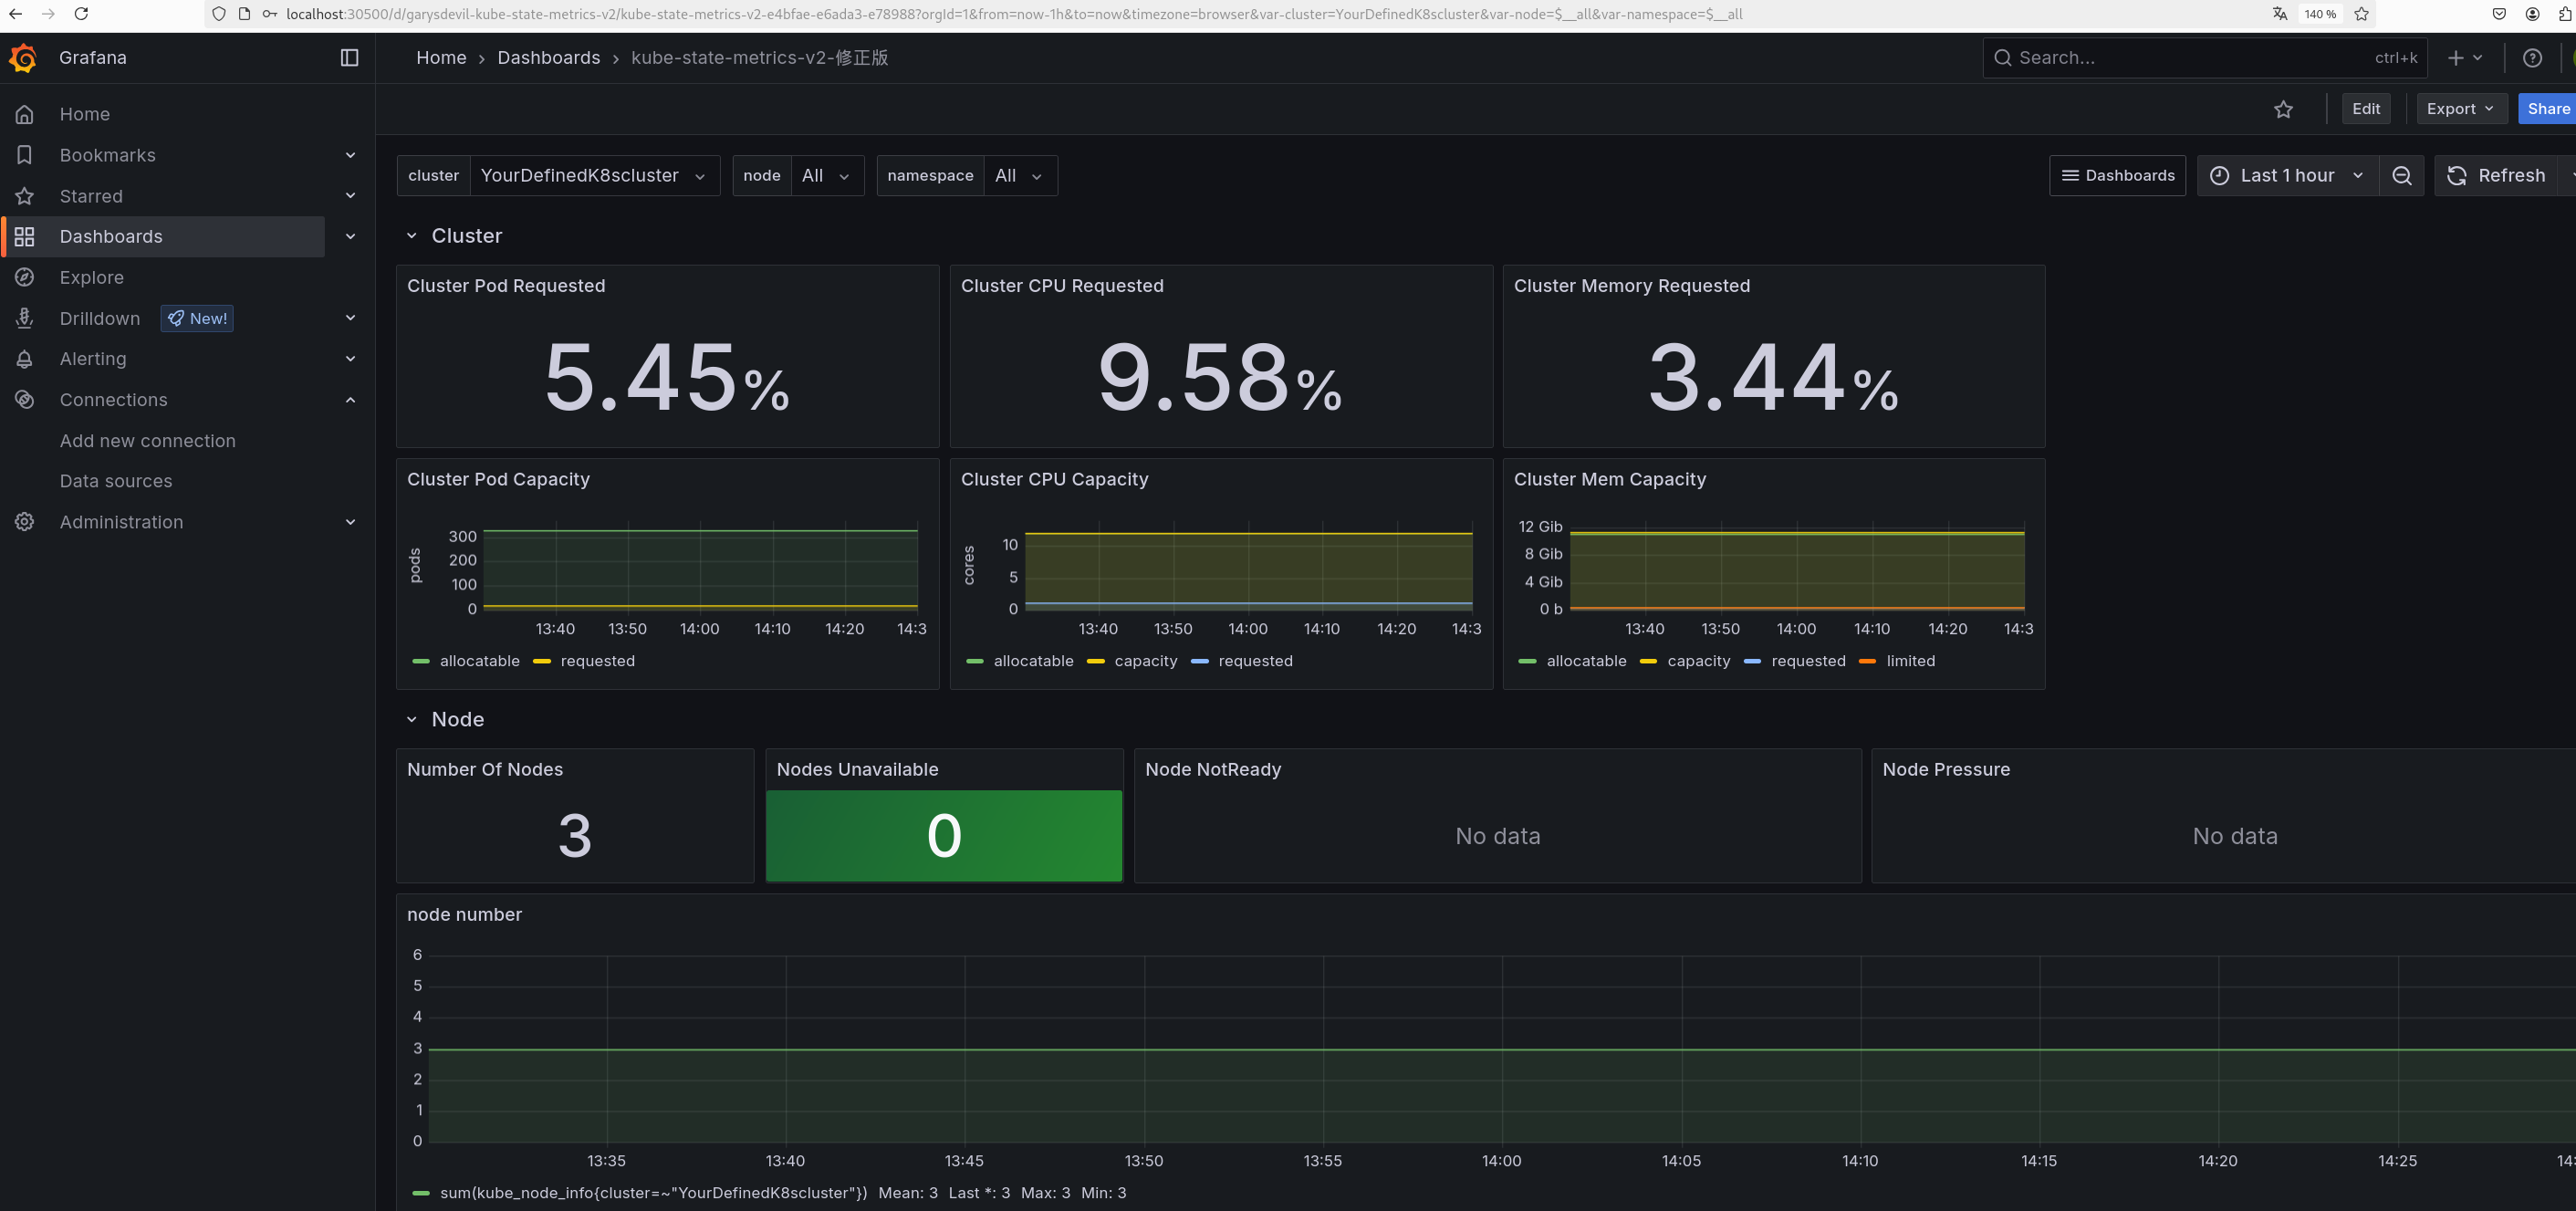 localhost:30500/d/garysdevil-kube-state-metrics-v2/kube-state-metrics-v2-e4bfae-e6ada3-e78988?orgId=1&from=now-1h&to=now&timezone=browser&var-cluster=YourDefinedK8scluster&var-node=$__all&var-namespace=$__all
140 %
Grafana
Home › Dashboards › kube-state-metrics-v2-修正版
Search...
ctrl+k
Home
Bookmarks
Starred
Dashboards
Explore
Drilldown
New!
Alerting
Connections
Add new connection
Data sources
Administration
Edit
Export
Share
cluster YourDefinedK8scluster
node All
namespace All
Dashboards
Last 1 hour
Refresh
Cluster
Cluster Pod Requested
5.45%
Cluster CPU Requested
9.58%
Cluster Memory Requested
3.44%
Cluster Pod Capacity
pods
300
200
100
0
13:40 13:50 14:00 14:10 14:20 14:3
allocatable requested
Cluster CPU Capacity
cores
10
5
0
13:40 13:50 14:00 14:10 14:20 14:3
allocatable capacity requested
Cluster Mem Capacity
12 Gib
8 Gib
4 Gib
0 b
13:40 13:50 14:00 14:10 14:20 14:3
allocatable capacity requested limited
Node
Number Of Nodes
3
Nodes Unavailable
0
Node NotReady
No data
Node Pressure
No data
node number
6
5
4
3
2
1
0
13:35 13:40 13:45 13:50 13:55 14:00 14:05 14:10 14:15 14:20 14:25 14:
sum(kube_node_info{cluster=~"YourDefinedK8scluster"}) Mean: 3 Last *: 3 Max: 3 Min: 3